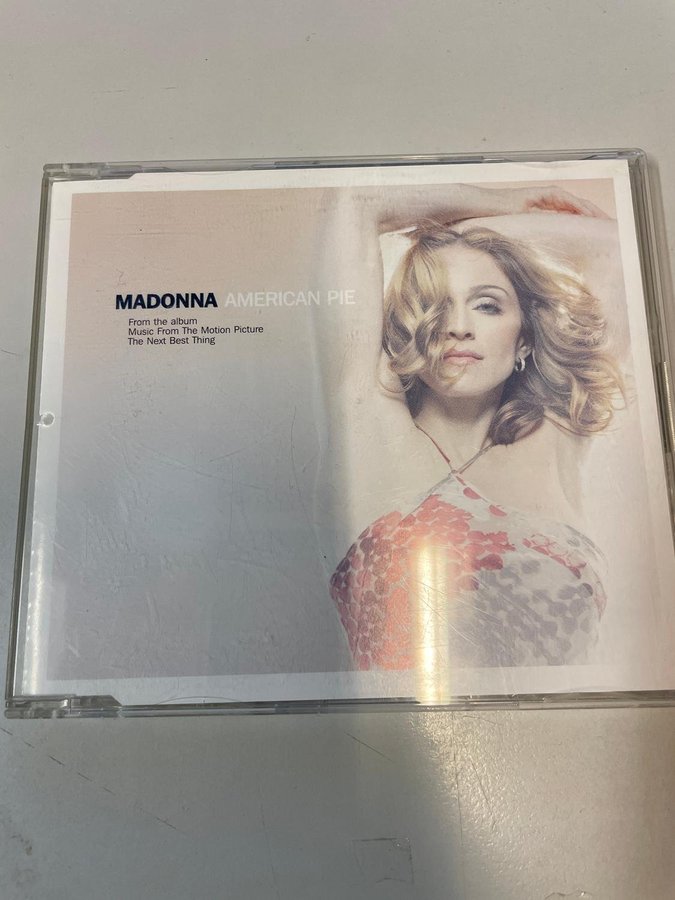 MADONNA AMERICAN PIE
From the album
Music From The Motion Picture
The Next Best Thing